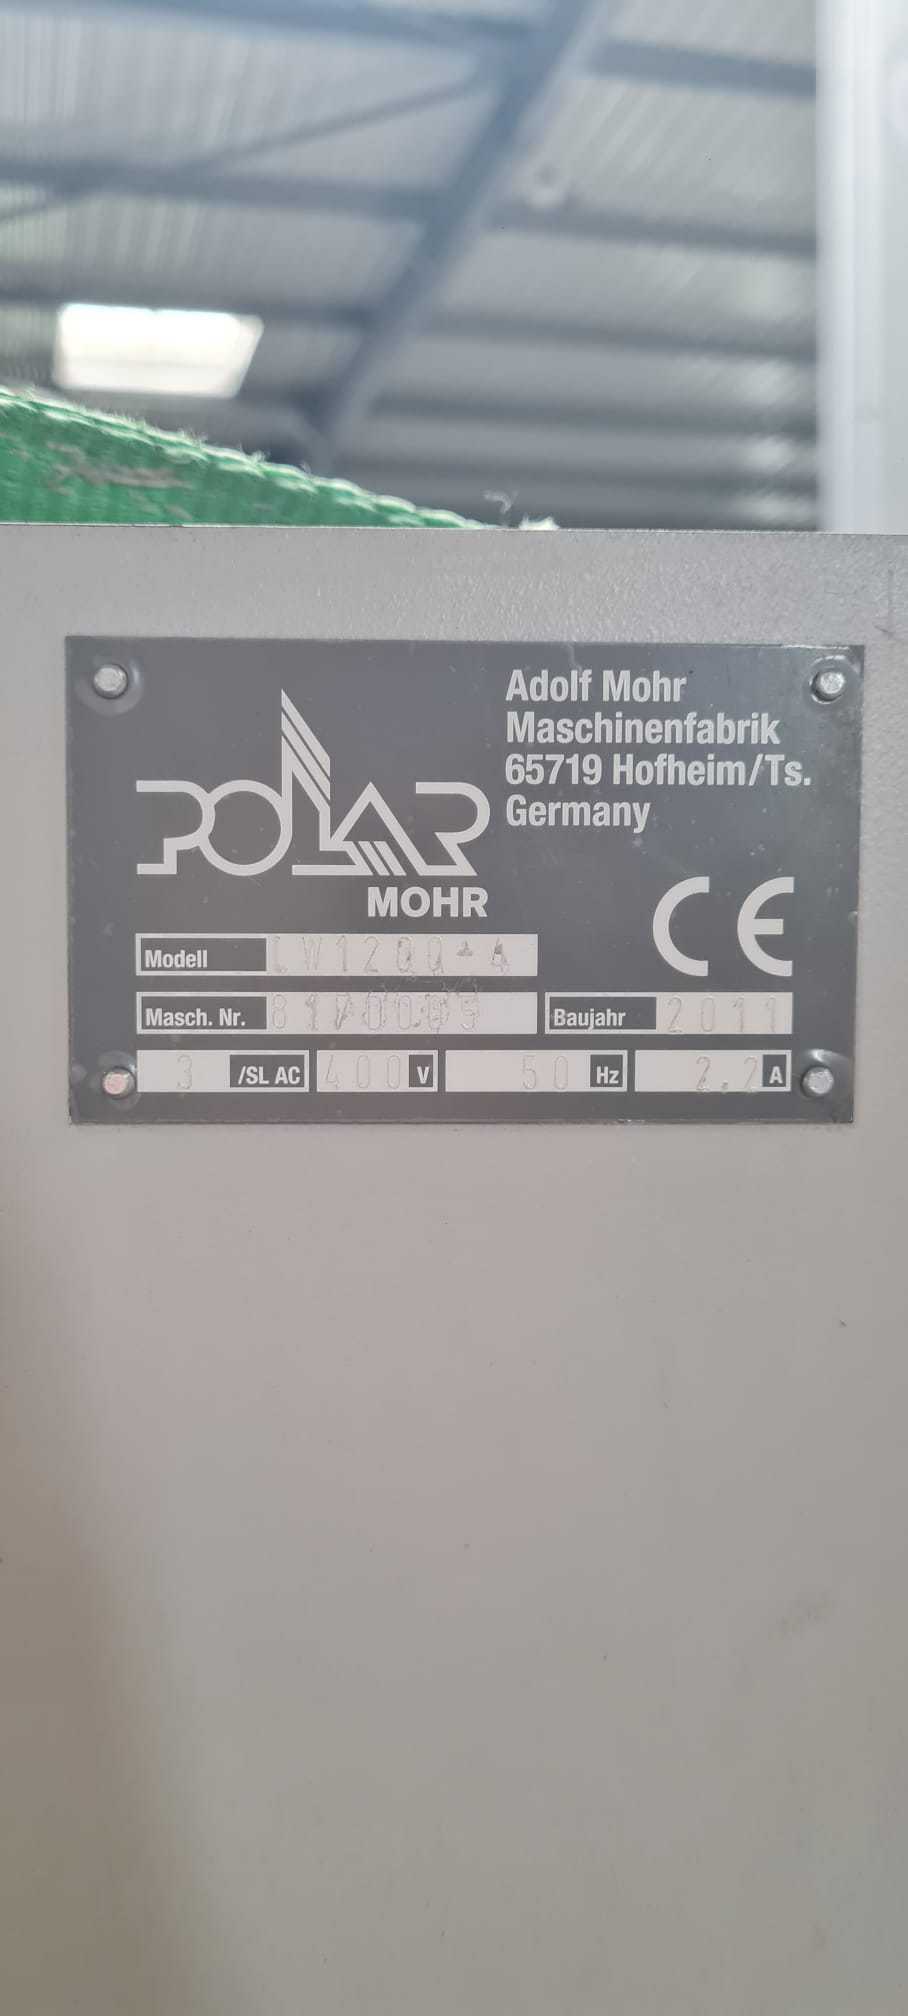 Adolf Mohr
Maschinenfabrik
65719 Hofheim/Ts.
Germany
POLAR
MOHR
CE
Modell LW1200-4
Masch. Nr.
Baujahr 2011
3 /SL AC 400 V 50 Hz 2.2 A